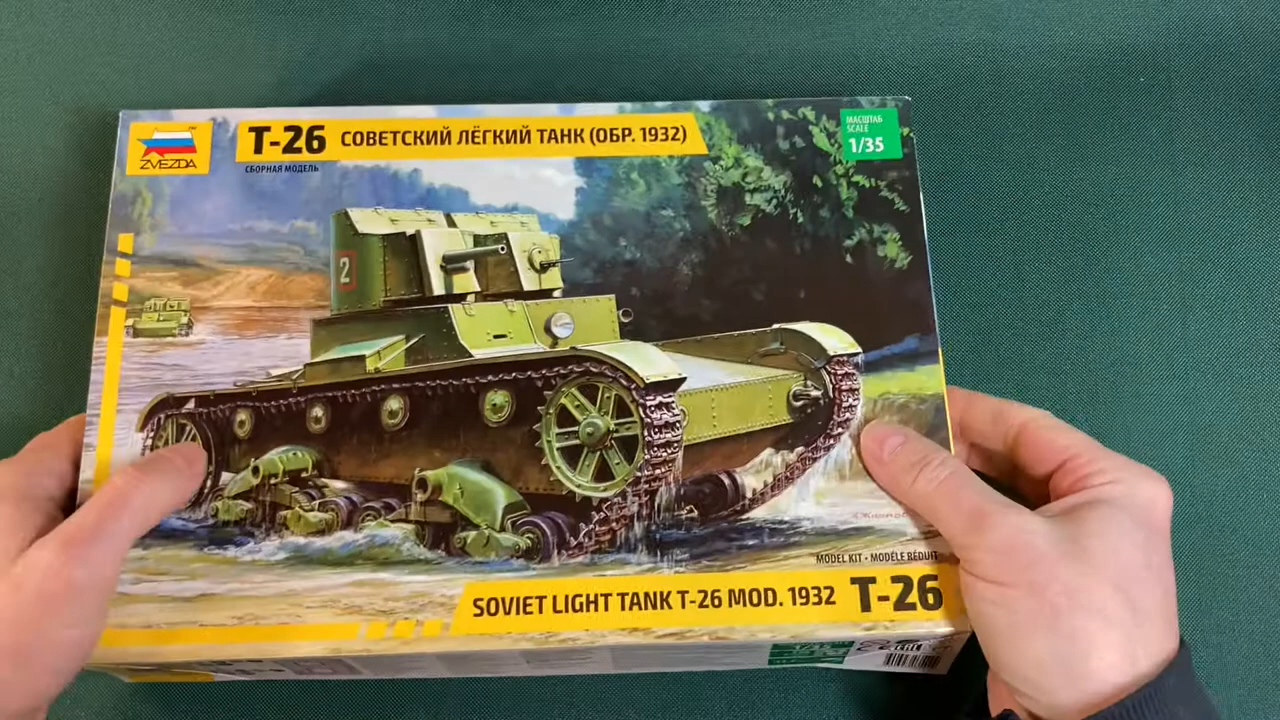 ZVEZDA
Т-26 СОВЕТСКИЙ ЛЁГКИЙ ТАНК (ОБР. 1932)
СБОРНАЯ МОДЕЛЬ
МАСШТАБ
SCALE
1/35
2
MODEL KIT • MODÈLE RÉDUIT
SOVIET LIGHT TANK T-26 MOD. 1932 T-26